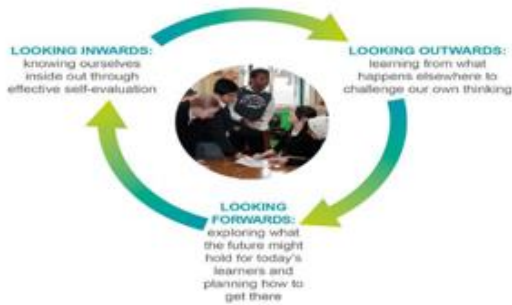 LOOKING INWARDS:
knowing ourselves
inside out through
effective self-evaluation
LOOKING OUTWARDS:
learning from what
happens elsewhere to
challenge our own thinking
LOOKING
FORWARDS:
exploring what
the future might
hold for today's
learners and
planning how to
get there